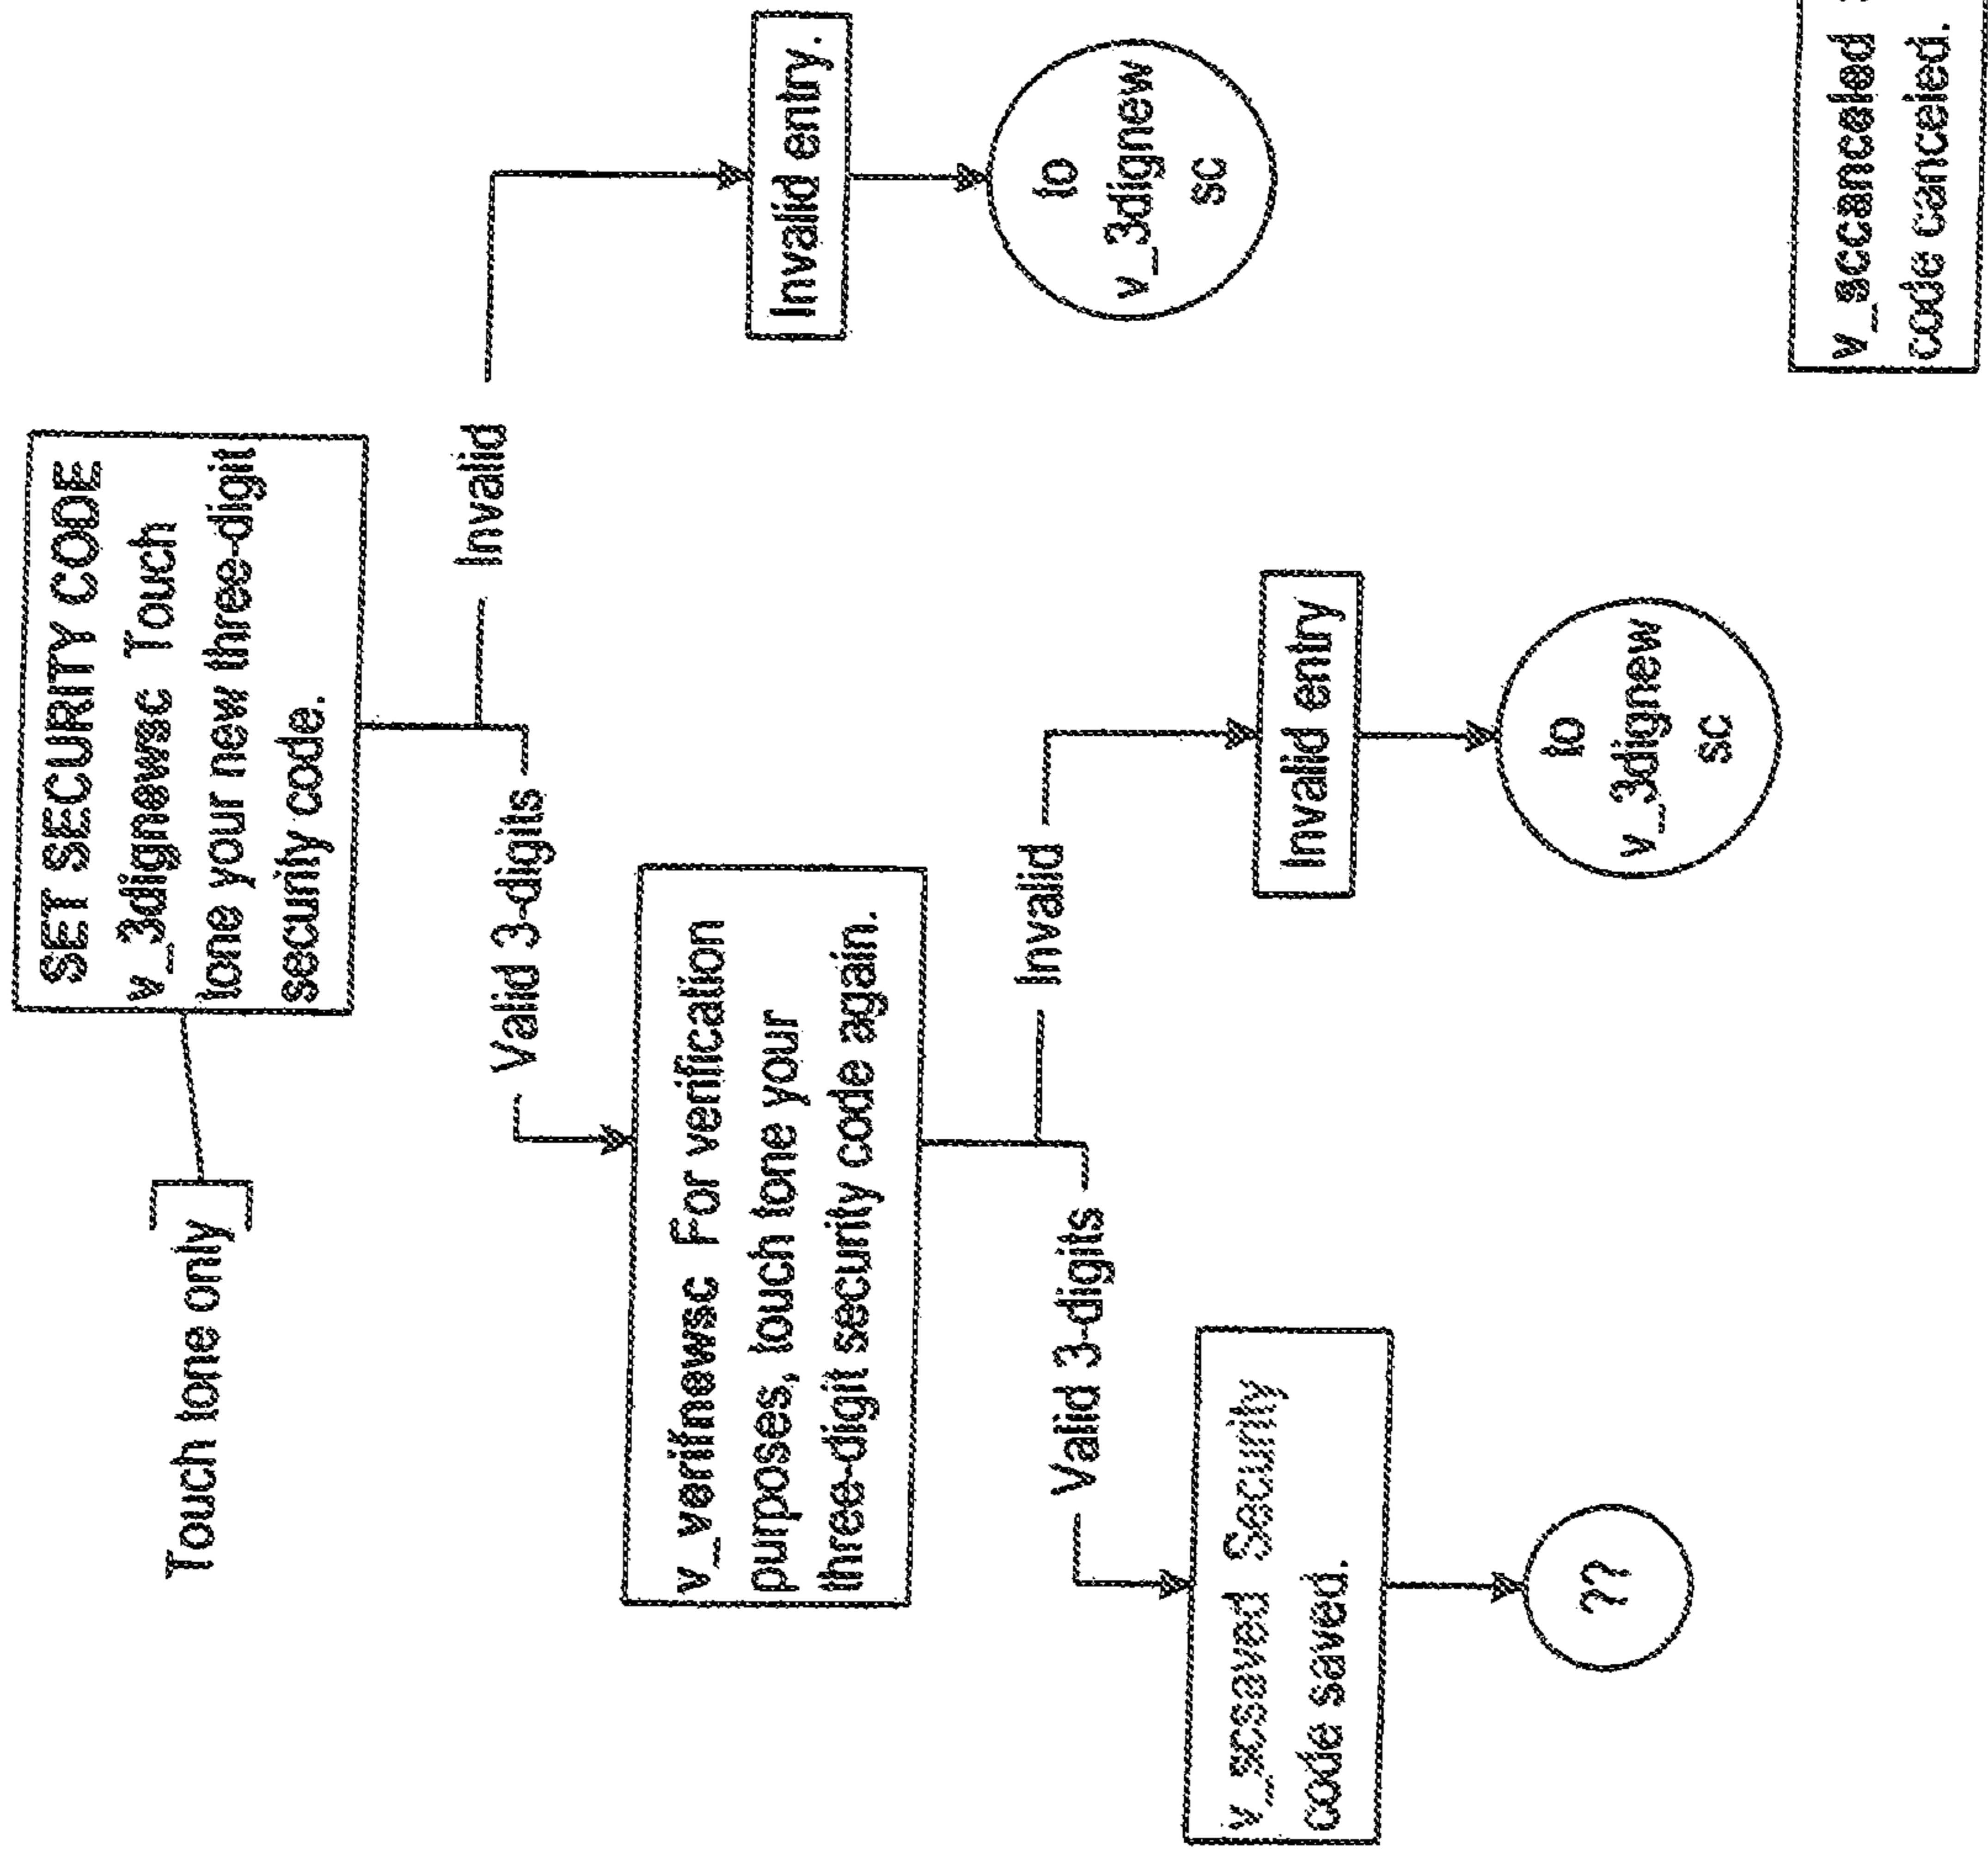 Touch tone only
SET SECURITY CODE
v_3dignewsc Touch
tone your new three-digit
security code.
Valid 3-digits
Invalid
Invalid entry.
to
v_3dignew
sc
v_verifnewsc For verification
purposes, touch tone your
three-digit security code again.
Valid 3-digits
Invalid
Invalid entry
to
v_3dignew
sc
v_scsaved Security
code saved.
??
v_sccanceled
code canceled.